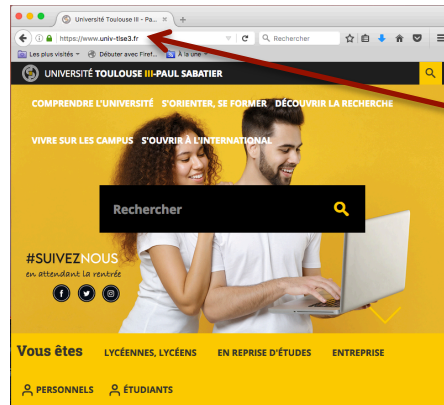 Université Toulouse III - Pa...
https://www.univ-tlse3.fr
Rechercher
Les plus visités
Débuter avec Firef...
À la une
UNIVERSITÉ TOULOUSE III-PAUL SABATIER
COMPRENDRE L'UNIVERSITÉ S'ORIENTER, SE FORMER DÉCOUVRIR LA RECHERCHE
VIVRE SUR LES CAMPUS S'OUVRIR À L'INTERNATIONAL
Rechercher
#SUIVEZNOUS
en attendant la rentrée
Vous êtes LYCÉENNES, LYCÉENS EN REPRISE D'ÉTUDES ENTREPRISE
PERSONNELS ÉTUDIANTS